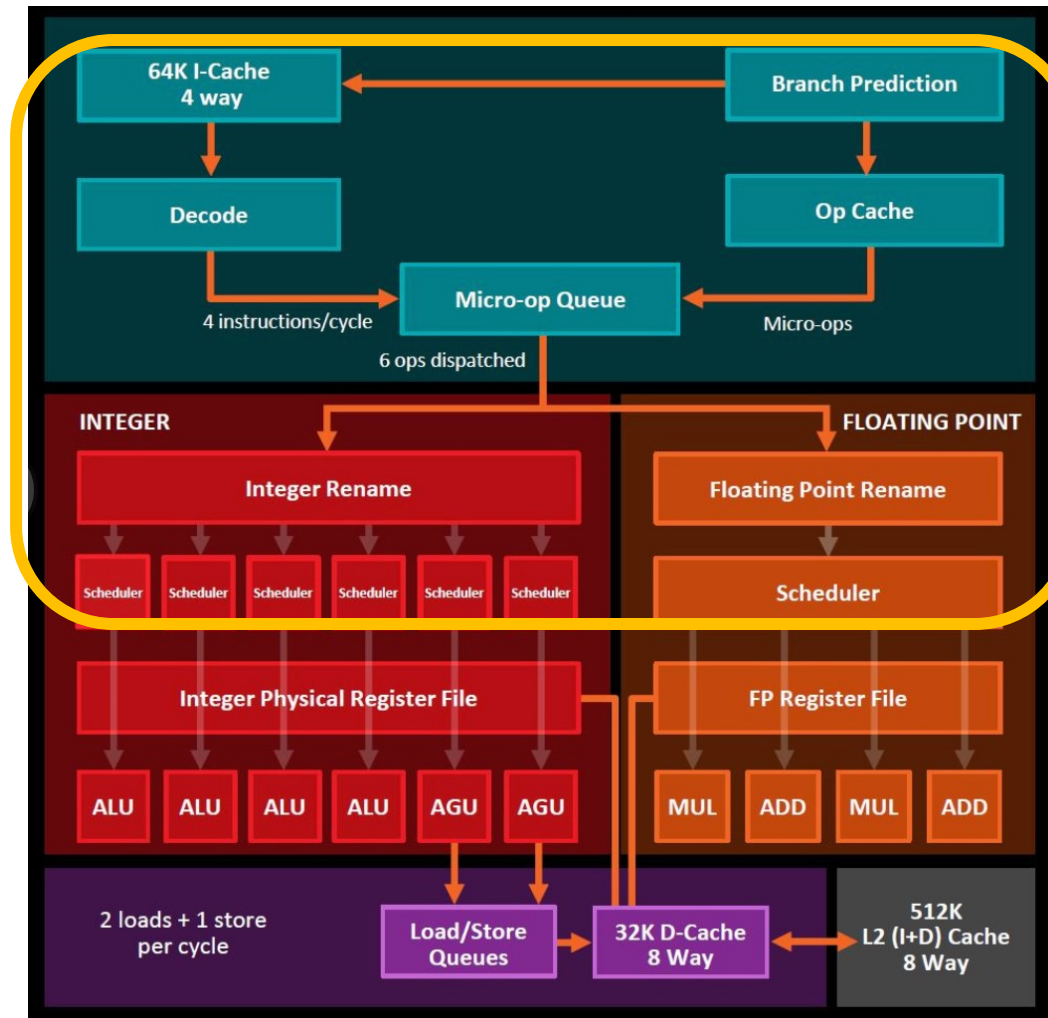 64K I-Cache
4 way
Branch Prediction
Decode
Op Cache
Micro-op Queue
4 instructions/cycle
Micro-ops
6 ops dispatched
INTEGER
FLOATING POINT
Integer Rename
Floating Point Rename
Scheduler
Scheduler
Scheduler
Scheduler
Scheduler
Scheduler
Scheduler
Integer Physical Register File
FP Register File
ALU
ALU
ALU
ALU
AGU
AGU
MUL
ADD
MUL
ADD
2 loads + 1 store
per cycle
Load/Store
Queues
32K D-Cache
8 Way
512K
L2 (I+D) Cache
8 Way